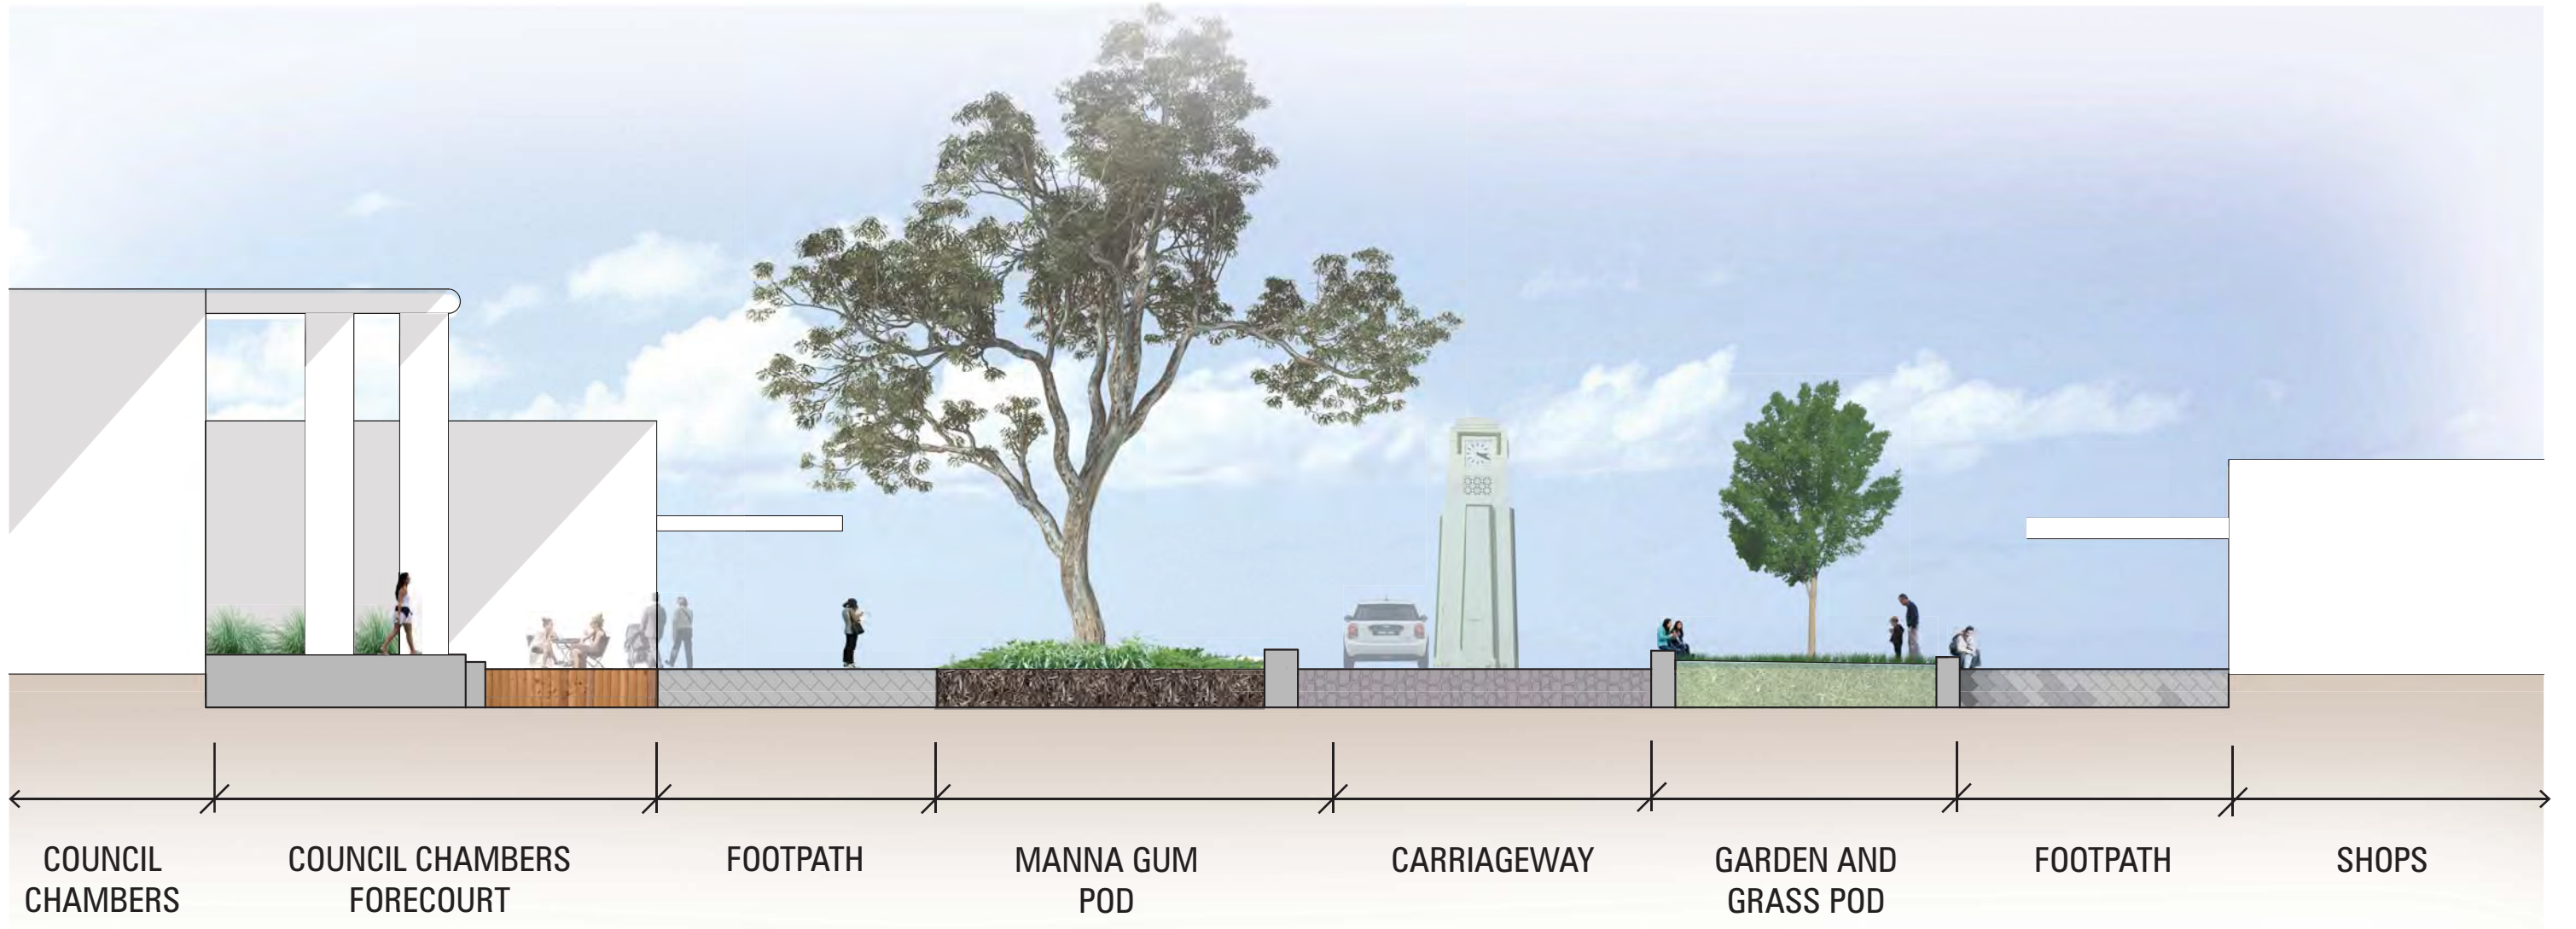 COUNCIL
CHAMBERS
COUNCIL CHAMBERS
FORECOURT
FOOTPATH
MANNA GUM
POD
CARRIAGEWAY
GARDEN AND
GRASS POD
FOOTPATH
SHOPS